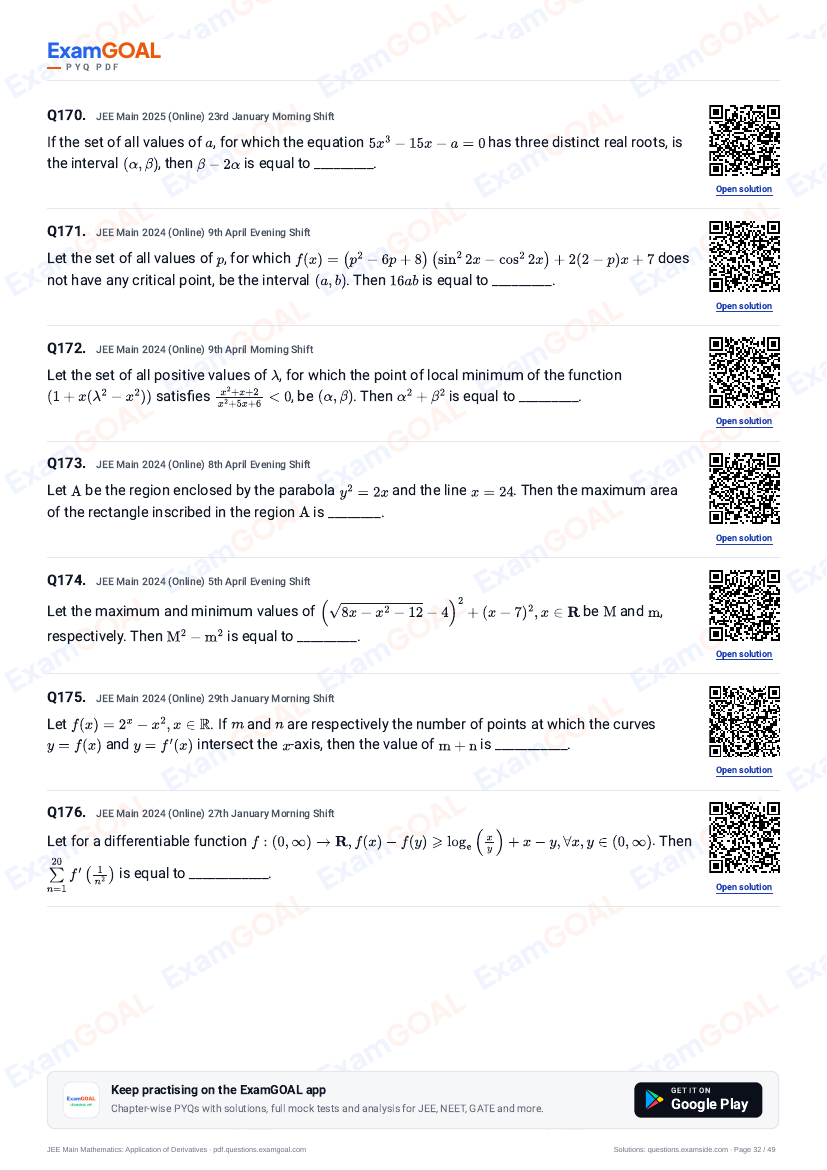 ExamGOAL
PYQ PDF
Q170. JEE Main 2025 (Online) 23rd January Morning Shift
If the set of all values of a, for which the equation 5x³ − 15x − a = 0 has three distinct real roots, is
the interval (α, β), then β − 2α is equal to _________.
Open solution
Q171. JEE Main 2024 (Online) 9th April Evening Shift
Let the set of all values of p, for which f(x) = (p² − 6p + 8) (sin² 2x − cos² 2x) + 2(2 − p)x + 7 does
not have any critical point, be the interval (a, b). Then 16ab is equal to _________.
Open solution
Q172. JEE Main 2024 (Online) 9th April Morning Shift
Let the set of all positive values of λ, for which the point of local minimum of the function
(1 + x(λ² − x²)) satisfies (x²+x+2)/(x²+5x+6) < 0, be (α, β). Then α² + β² is equal to _________.
Open solution
Q173. JEE Main 2024 (Online) 8th April Evening Shift
Let A be the region enclosed by the parabola y² = 2x and the line x = 24. Then the maximum area
of the rectangle inscribed in the region A is ________.
Open solution
Q174. JEE Main 2024 (Online) 5th April Evening Shift
Let the maximum and minimum values of (√(8x − x² − 12) − 4)² + (x − 7)², x ∈ R be M and m,
respectively. Then M² − m² is equal to _________.
Open solution
Q175. JEE Main 2024 (Online) 29th January Morning Shift
Let f(x) = 2ˣ − x², x ∈ ℝ. If m and n are respectively the number of points at which the curves
y = f(x) and y = f′(x) intersect the x-axis, then the value of m + n is ___________.
Open solution
Q176. JEE Main 2024 (Online) 27th January Morning Shift
Let for a differentiable function f : (0, ∞) → R, f(x) − f(y) ⩾ logₑ (x/y) + x − y, ∀x, y ∈ (0, ∞). Then
∑_{n=1}^{20} f′ (1/n²) is equal to ____________.
Open solution
Keep practising on the ExamGOAL app
Chapter-wise PYQs with solutions, full mock tests and analysis for JEE, NEET, GATE and more.
ExamGOAL
GET IT ON
Google Play
JEE Main Mathematics: Application of Derivatives · pdf.questions.examgoal.com
Solutions: questions.examside.com · Page 32 / 49